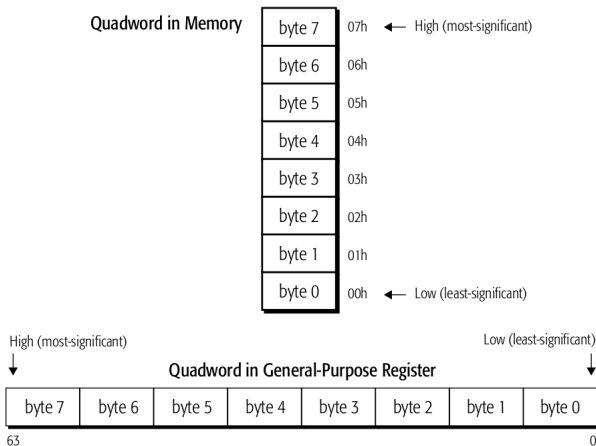 Quadword in Memory
byte 7 07h High (most-significant)
byte 6 06h
byte 5 05h
byte 4 04h
byte 3 03h
byte 2 02h
byte 1 01h
byte 0 00h Low (least-significant)
High (most-significant) Low (least-significant)
Quadword in General-Purpose Register
byte 7 byte 6 byte 5 byte 4 byte 3 byte 2 byte 1 byte 0
63 0